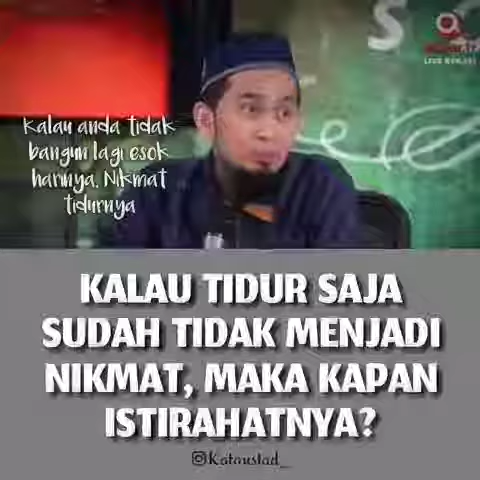 Kalau anda tidak
bangun lagi esok
harinya. Nikmat
tidurnya
KALAU TIDUR SAJA
SUDAH TIDAK MENJADI
NIKMAT, MAKA KAPAN
ISTIRAHATNYA?
@Kataustad_